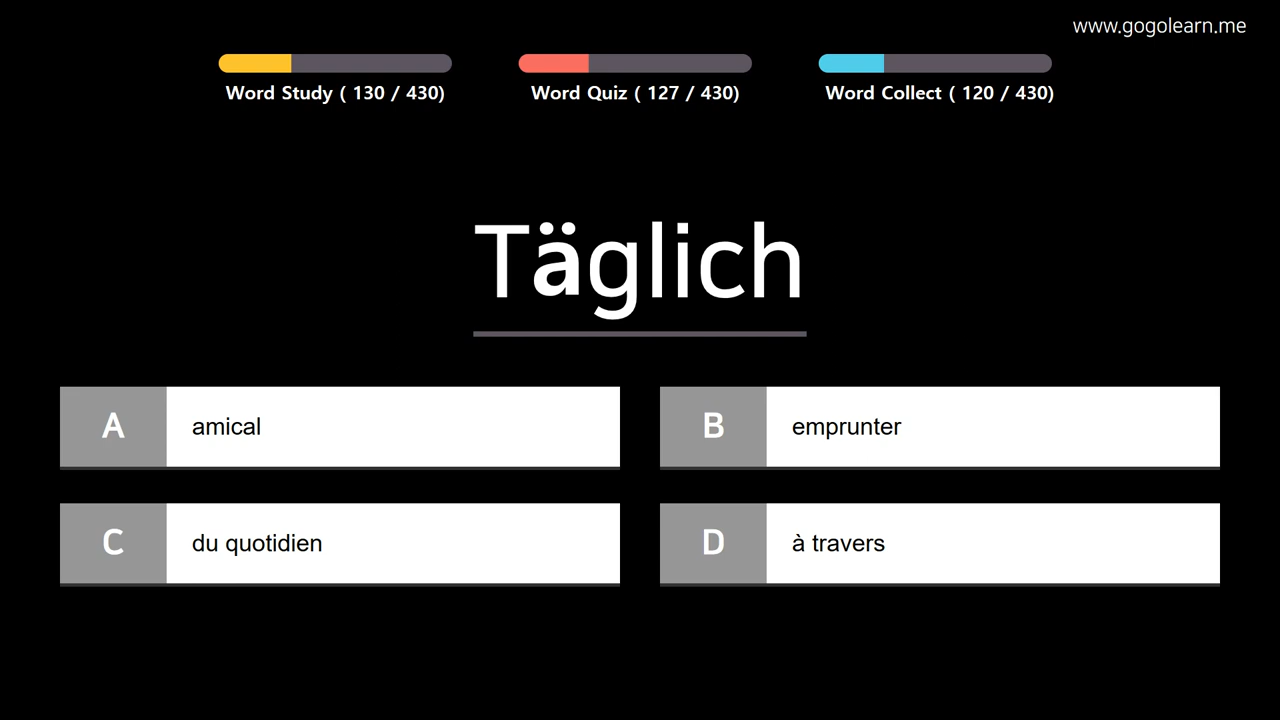 www.gogolearn.me
Word Study ( 130 / 430)
Word Quiz ( 127 / 430)
Word Collect ( 120 / 430)
Täglich
A amical
B emprunter
C du quotidien
D à travers